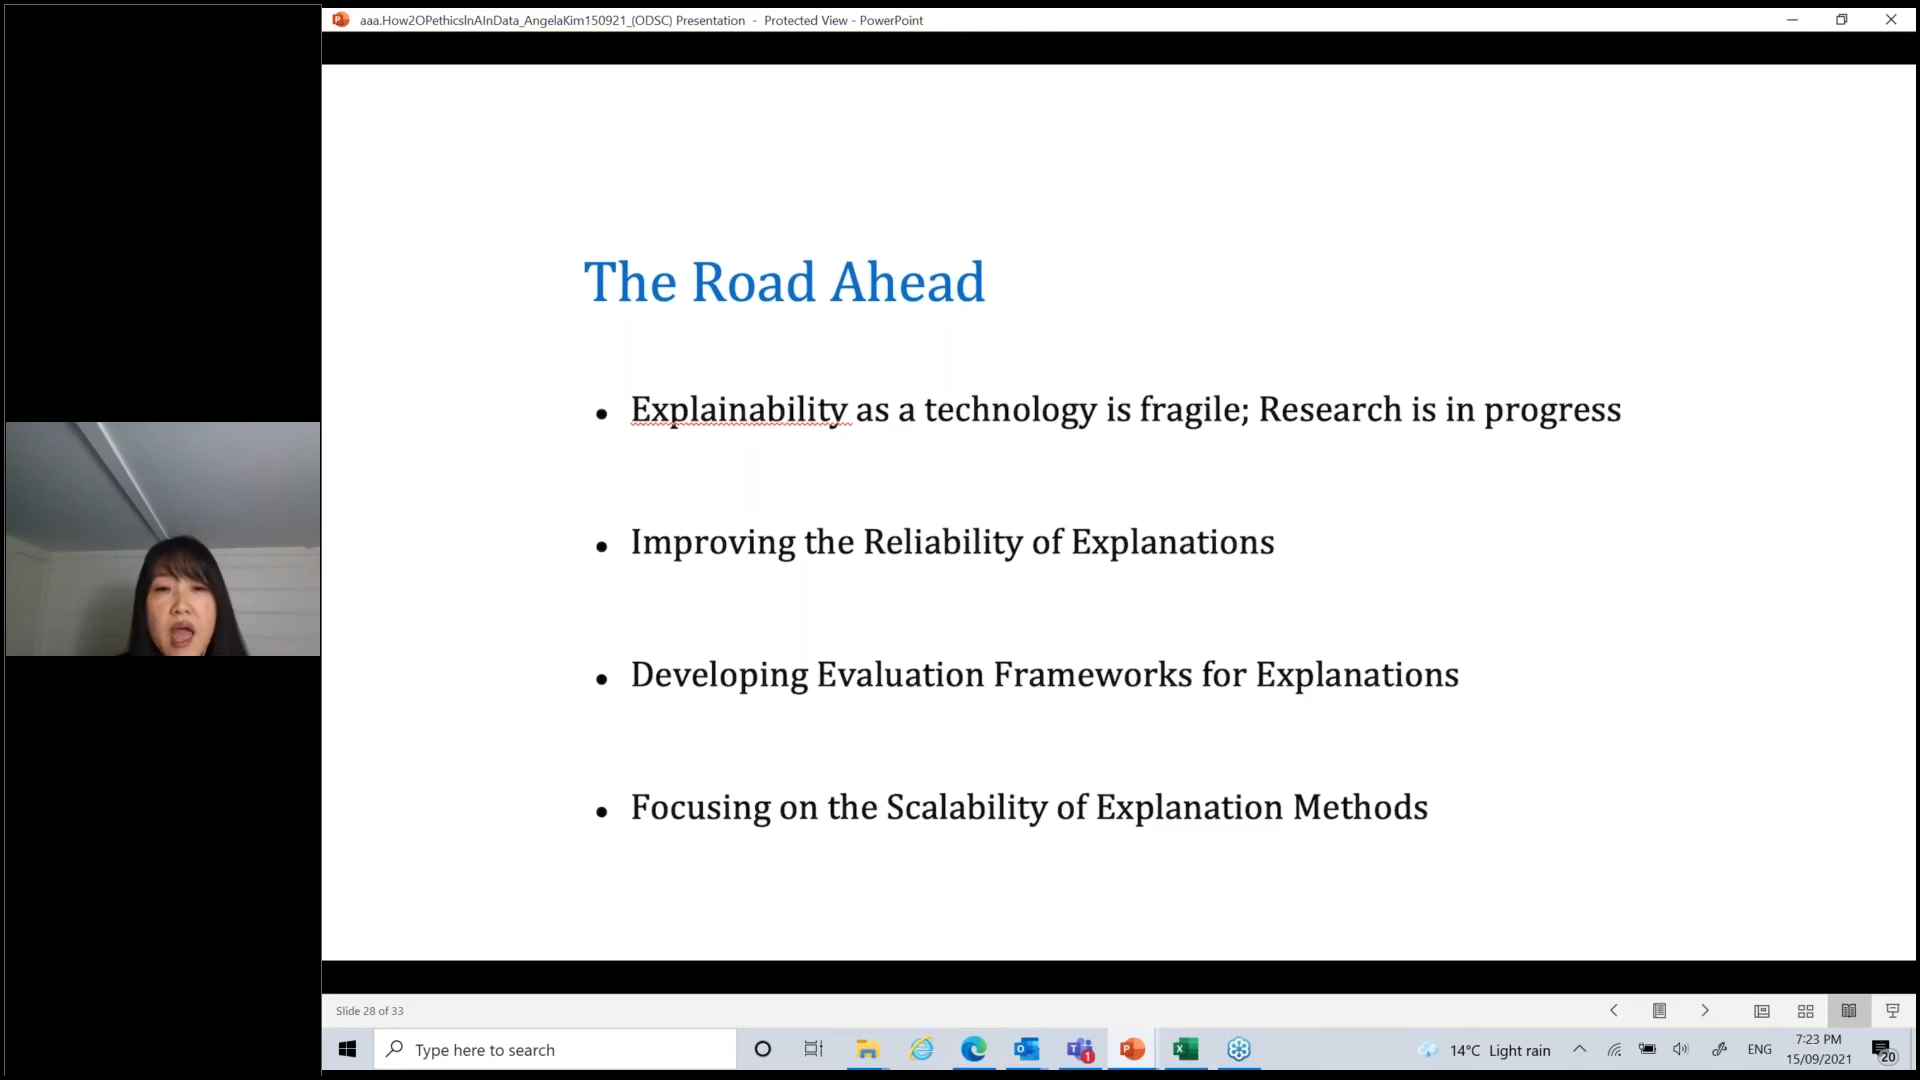 aaa.How2OPethicsInAInData_AngelaKim150921_(ODSC) Presentation - Protected View - PowerPoint
The Road Ahead
• Explainability as a technology is fragile; Research is in progress
• Improving the Reliability of Explanations
• Developing Evaluation Frameworks for Explanations
• Focusing on the Scalability of Explanation Methods
Slide 28 of 33
Type here to search
1
14°C Light rain
ENG
7:23 PM
15/09/2021
20